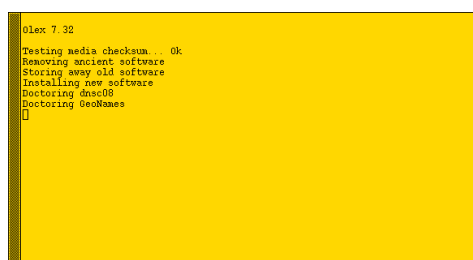 Olex 7.32
Testing media checksum... Ok
Removing ancient software
Storing away old software
Installing new software
Doctoring dnsc08
Doctoring GeoNames